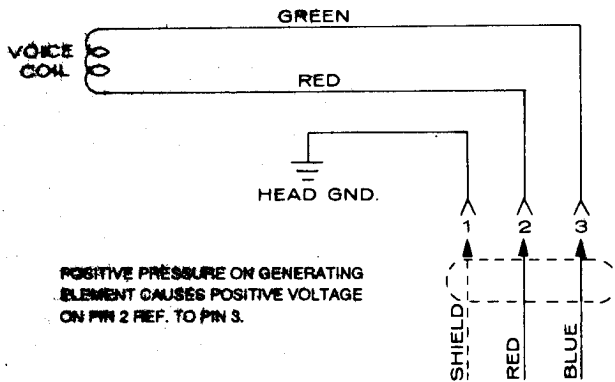 GREEN
VOICE
COIL
RED
HEAD GND.
1 2 3
POSITIVE PRESSURE ON GENERATING
ELEMENT CAUSES POSITIVE VOLTAGE
ON PIN 2 REF. TO PIN 3.
SHIELD
RED
BLUE